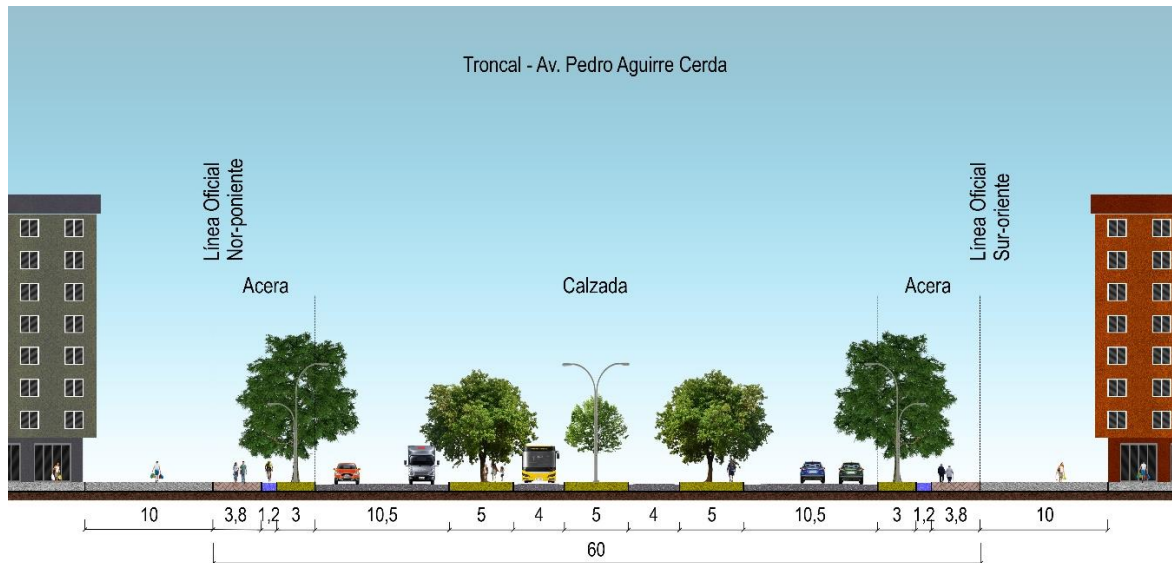 Troncal - Av. Pedro Aguirre Cerda
Línea Oficial
Nor-poniente
Línea Oficial
Sur-oriente
Acera
Calzada
Acera
10
3,8
1,2
3
10,5
5
4
5
4
5
10,5
3
1,2
3,8
10
60